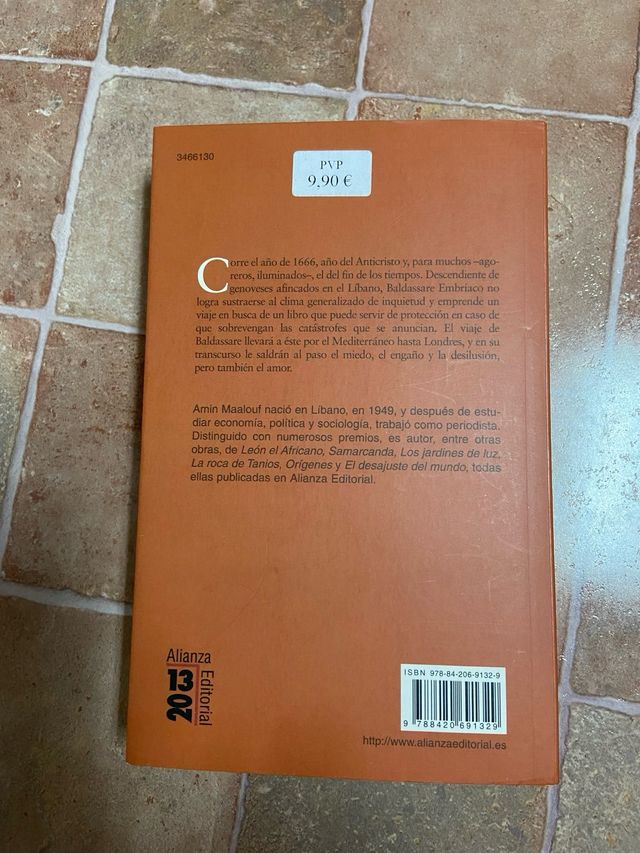 3466130
PVP
9,90 €
Corre el año de 1666, año del Anticristo y, para muchos –ago-
reros, iluminados–, el del fin de los tiempos. Descendiente de
genoveses afincados en el Líbano, Baldassare Embriaco no
logra sustraerse al clima generalizado de inquietud y emprende un
viaje en busca de un libro que puede servir de protección en caso de
que sobrevengan las catástrofes que se anuncian. El viaje de
Baldassare llevará a éste por el Mediterráneo hasta Londres, y en su
transcurso le saldrán al paso el miedo, el engaño y la desilusión,
pero también el amor.
Amin Maalouf nació en Líbano, en 1949, y después de estu-
diar economía, política y sociología, trabajó como periodista.
Distinguido con numerosos premios, es autor, entre otras
obras, de León el Africano, Samarcanda, Los jardines de luz,
La roca de Tanios, Orígenes y El desajuste del mundo, todas
ellas publicadas en Alianza Editorial.
Alianza
13
20
Editorial
ISBN 978-84-206-9132-9
9 788420 691329
http://www.alianzaeditorial.es